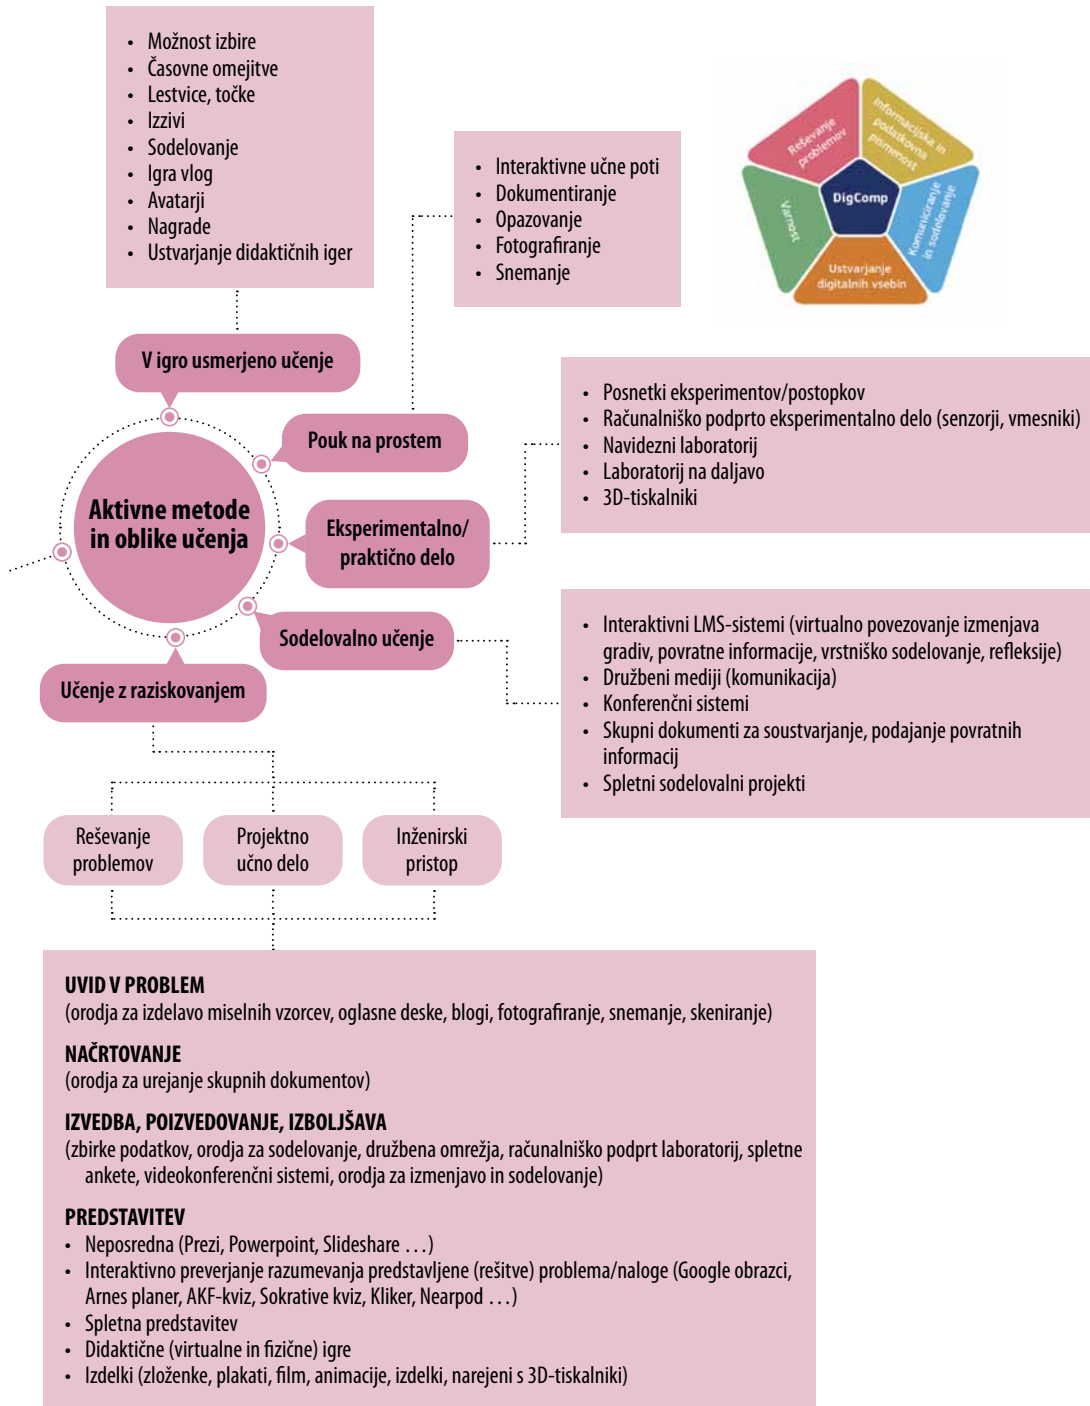 • Možnost izbire
• Časovne omejitve
• Lestvice, točke
• Izzivi
• Sodelovanje
• Igra vlog
• Avatarji
• Nagrade
• Ustvarjanje didaktičnih iger
• Interaktivne učne poti
• Dokumentiranje
• Opazovanje
• Fotografiranje
• Snemanje
Reševanje
problemov
Informacijska in
podatkovna
pismenost
Varnost
DigComp
Komuniciranje
in sodelovanje
Ustvarjanje
digitalnih vsebin
V igro usmerjeno učenje
Pouk na prostem
Aktivne metode
in oblike učenja
Eksperimentalno/
praktično delo
• Posnetki eksperimentov/postopkov
• Računalniško podprto eksperimentalno delo (senzorji, vmesniki)
• Navidezni laboratorij
• Laboratorij na daljavo
• 3D-tiskalniki
Sodelovalno učenje
• Interaktivni LMS-sistemi (virtualno povezovanje izmenjava
gradiv, povratne informacije, vrstniško sodelovanje, refleksije)
• Družbeni mediji (komunikacija)
• Konferenčni sistemi
• Skupni dokumenti za soustvarjanje, podajanje povratnih
informacij
• Spletni sodelovalni projekti
Učenje z raziskovanjem
Reševanje
problemov
Projektno
učno delo
Inženirski
pristop
UVID V PROBLEM
(orodja za izdelavo miselnih vzorcev, oglasne deske, blogi, fotografiranje, snemanje, skeniranje)
NAČRTOVANJE
(orodja za urejanje skupnih dokumentov)
IZVEDBA, POIZVEDOVANJE, IZBOLJŠAVA
(zbirke podatkov, orodja za sodelovanje, družbena omrežja, računalniško podprt laboratorij, spletne
ankete, videokonferenčni sistemi, orodja za izmenjavo in sodelovanje)
PREDSTAVITEV
• Neposredna (Prezi, Powerpoint, Slideshare …)
• Interaktivno preverjanje razumevanja predstavljene (rešitve) problema/naloge (Google obrazci,
Arnes planer, AKF-kviz, Sokrative kviz, Kliker, Nearpod …)
• Spletna predstavitev
• Didaktične (virtualne in fizične) igre
• Izdelki (zloženke, plakati, film, animacije, izdelki, narejeni s 3D-tiskalniki)